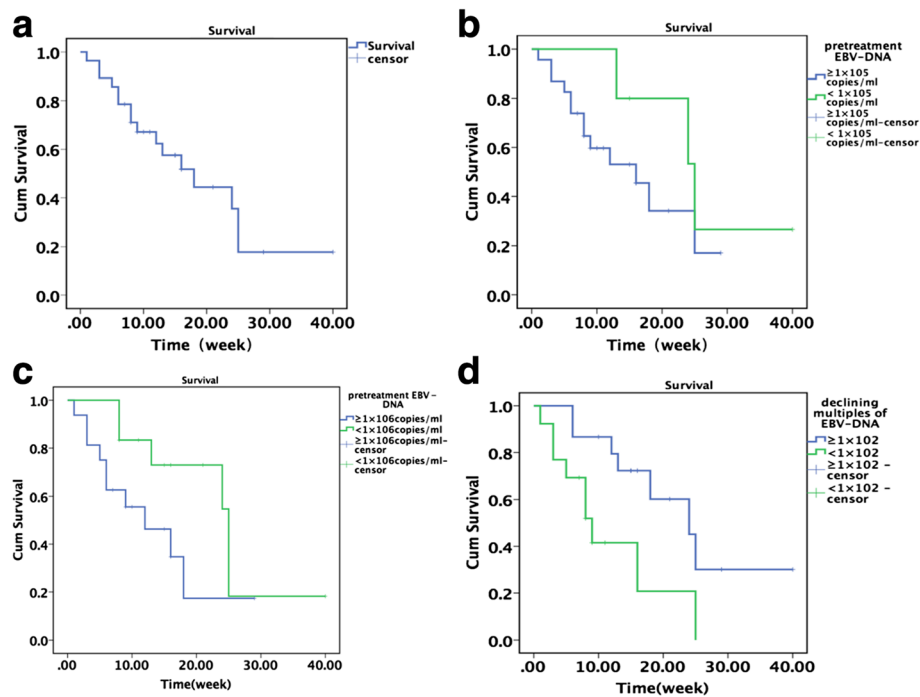 a
Survival
Survival
censor
Cum Survival
1.0
0.8
0.6
0.4
0.2
0.0
.00 10.00 20.00 30.00 40.00
Time (week)
b
Survival
pretreatment
EBV-DNA
≥1×105
copies/ml
< 1×105
copies/ml
≥1×105
copies/ml-censor
< 1×105
copies/ml-censor
Cum Survival
1.0
0.8
0.6
0.4
0.2
0.0
.00 10.00 20.00 30.00 40.00
Time (week)
c
Survival
pretreatment EBV-
DNA
≥1×106copies/ml
<1×106copies/ml
≥1×106copies/ml-
censor
<1×106copies/ml-
censor
Cum Survival
1.0
0.8
0.6
0.4
0.2
0.0
.00 10.00 20.00 30.00 40.00
Time(week)
d
Survival
declining
multiples of
EBV-DNA
≥1×102
<1×102
≥1×102 -
censor
<1×102 -
censor
Cum Survival
1.0
0.8
0.6
0.4
0.2
0.0
.00 10.00 20.00 30.00 40.00
Time(week)